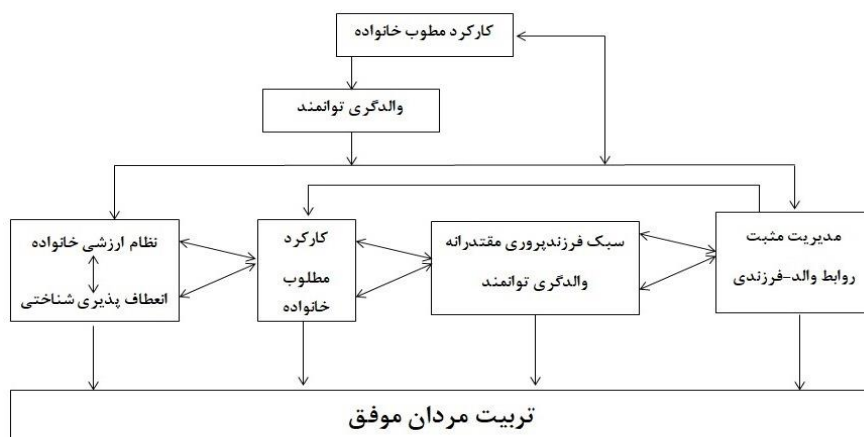 کارکرد مطوب خانواده
والدگری توانمند
مدیریت مثبت
روابط والد-فرزندی
سبک فرزندپروری مقتدرانه
والدگری توانمند
کارکرد
مطلوب
خانواده
نظام ارزشی خانواده
انعطاف پذیری شناختی
تربیت مردان موفق